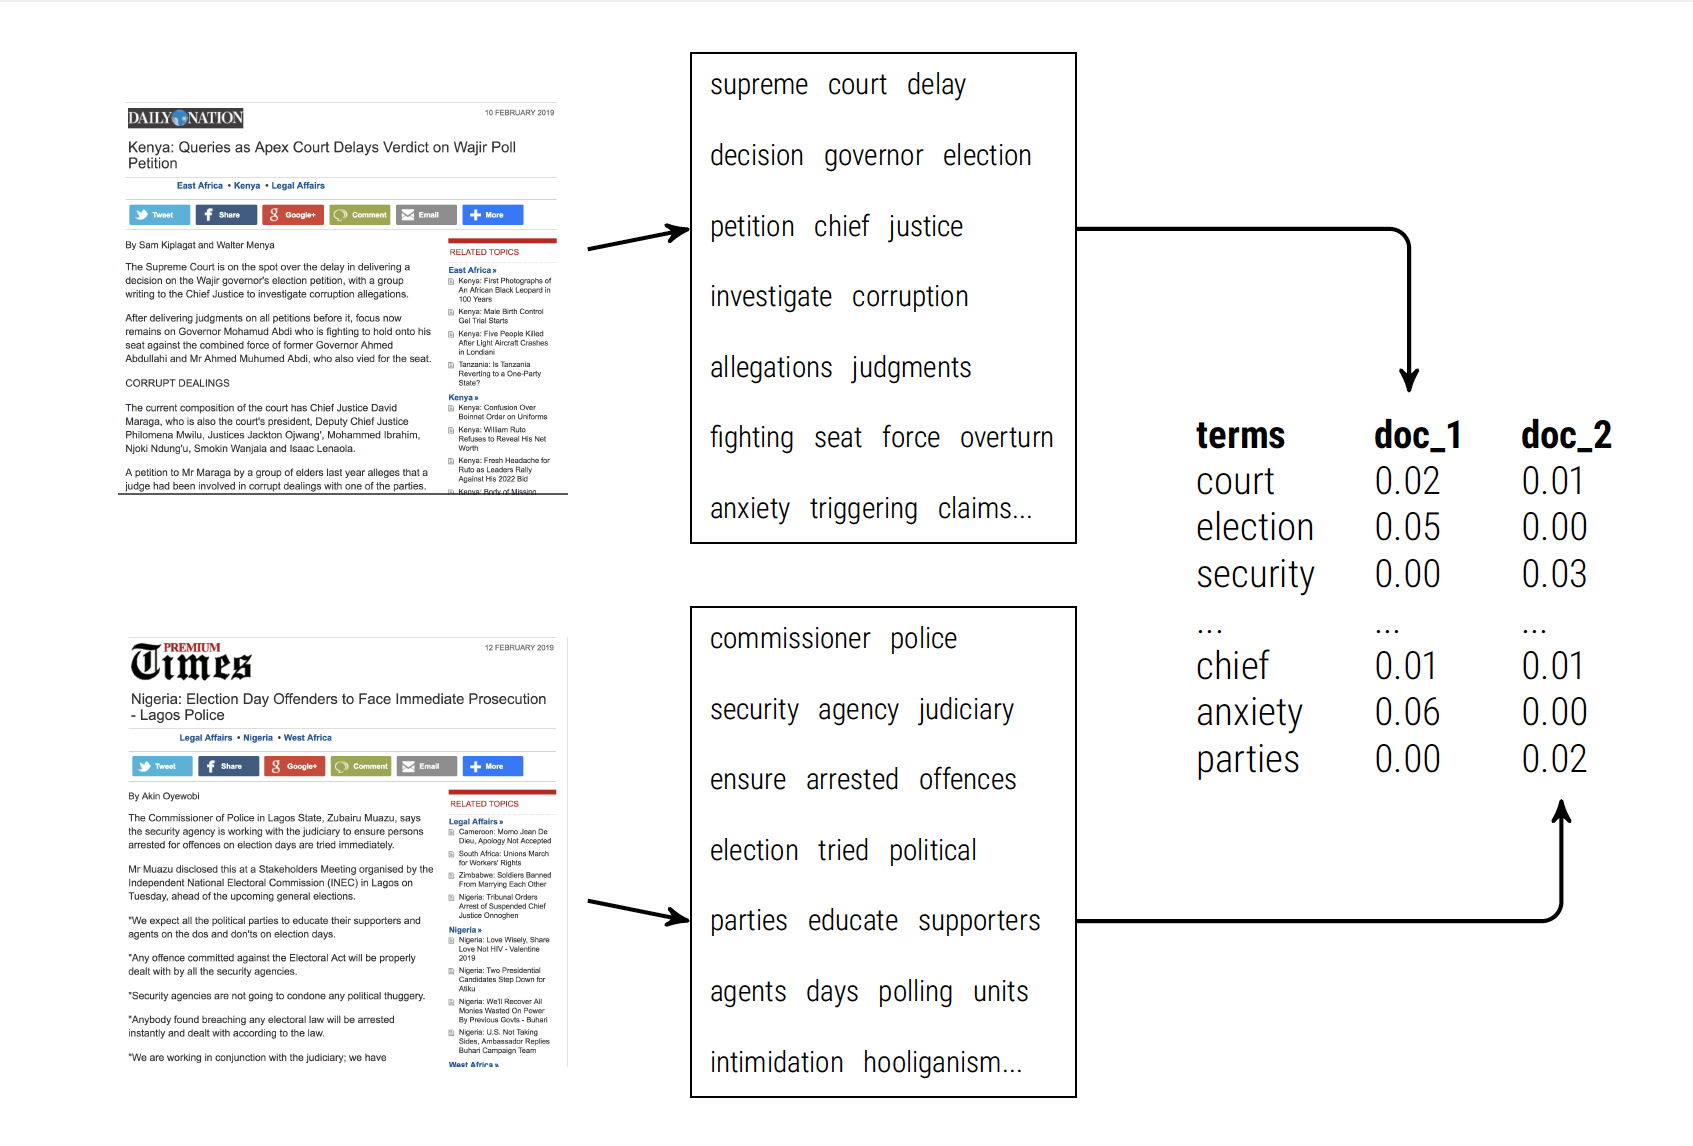 DAILY NATION
10 FEBRUARY 2019
Kenya: Queries as Apex Court Delays Verdict on Wajir Poll
Petition
East Africa • Kenya • Legal Affairs
Tweet Share Google+ Comment Email More
By Sam Kiplagat and Walter Menya
The Supreme Court is on the spot over the delay in delivering a
decision on the Wajir governor's election petition, with a group
writing to the Chief Justice to investigate corruption allegations.
After delivering judgments on all petitions before it, focus now
remains on Governor Mohamud Abdi who is fighting to hold onto his
seat against the combined force of former Governor Ahmed
Abdullahi and Mr Ahmed Muhumed Abdi, who also vied for the seat.
CORRUPT DEALINGS
The current composition of the court has Chief Justice David
Maraga, who is also the court's president, Deputy Chief Justice
Philomena Mwilu, Justices Jackton Ojwang', Mohammed Ibrahim,
Njoki Ndung'u, Smokin Wanjala and Isaac Lenaola.
A petition to Mr Maraga by a group of elders last year alleges that a
judge had been involved in corrupt dealings with one of the parties.
RELATED TOPICS
East Africa »
Kenya: First Photographs of
An African Black Leopard in
100 Years
Kenya: Male Birth Control
Gel Trial Starts
Kenya: Five People Killed
After Light Aircraft Crashes
in Londiani
Tanzania: Is Tanzania
Reverting to a One-Party
State?
Kenya »
Kenya: Confusion Over
Boinnet Order on Uniforms
Kenya: William Ruto
Refuses to Reveal His Net
Worth
Kenya: Fresh Headache for
Ruto as Leaders Rally
Against His 2022 Bid
Kenya: Body of Missing
supreme court delay
decision governor election
petition chief justice
investigate corruption
allegations judgments
fighting seat force overturn
anxiety triggering claims...
PREMIUM
Times
12 FEBRUARY 2019
Nigeria: Election Day Offenders to Face Immediate Prosecution
- Lagos Police
Legal Affairs • Nigeria • West Africa
Tweet Share Google+ Comment Email More
By Akin Oyewobi
The Commissioner of Police in Lagos State, Zubairu Muazu, says
the security agency is working with the judiciary to ensure persons
arrested for offences on election days are tried immediately.
Mr Muazu disclosed this at a Stakeholders Meeting organised by the
Independent National Electoral Commission (INEC) in Lagos on
Tuesday, ahead of the upcoming general elections.
"We expect all the political parties to educate their supporters and
agents on the dos and don'ts on election days.
"Any offence committed against the Electoral Act will be properly
dealt with by all the security agencies.
"Security agencies are not going to condone any political thuggery.
"Anybody found breaching any electoral law will be arrested
instantly and dealt with according to the law.
"We are working in conjunction with the judiciary; we have
RELATED TOPICS
Legal Affairs »
Cameroon: Momo Jean De
Dieu, Apology Not Accepted
South Africa: Unions March
for Workers' Rights
Zimbabwe: Soldiers Banned
From Marrying Each Other
Nigeria: Tribunal Orders
Arrest of Suspended Chief
Justice Onnoghen
Nigeria »
Nigeria: Love Wisely, Share
Love Not HIV - Valentine
2019
Nigeria: Two Presidential
Candidates Step Down for
Atiku
Nigeria: We'll Recover All
Monies Wasted On Power
By Previous Govts - Buhari
Nigeria: U.S. Not Taking
Sides, Ambassador Replies
Buhari Campaign Team
West Africa »
commissioner police
security agency judiciary
ensure arrested offences
election tried political
parties educate supporters
agents days polling units
intimidation hooliganism...
terms doc_1 doc_2
court 0.02 0.01
election 0.05 0.00
security 0.00 0.03
... ... ...
chief 0.01 0.01
anxiety 0.06 0.00
parties 0.00 0.02